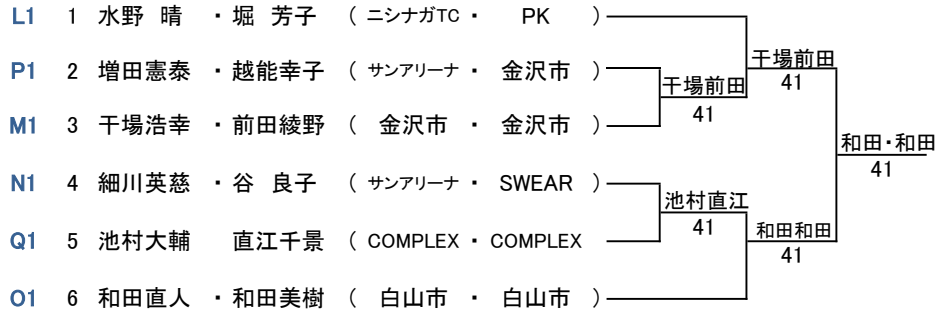 L1 1 水野 晴 ・堀 芳子 ( ニシナガTC ・ PK )
P1 2 増田憲泰 ・越能幸子 ( サンアリーナ ・ 金沢市 )
M1 3 干場浩幸 ・前田綾野 ( 金沢市 ・ 金沢市 )
N1 4 細川英慈 ・谷 良子 ( サンアリーナ ・ SWEAR )
Q1 5 池村大輔 直江千景 ( COMPLEX ・ COMPLEX
O1 6 和田直人 ・和田美樹 ( 白山市 ・ 白山市 )
干場前田
41
池村直江
41
干場前田
41
和田和田
41
和田・和田
41